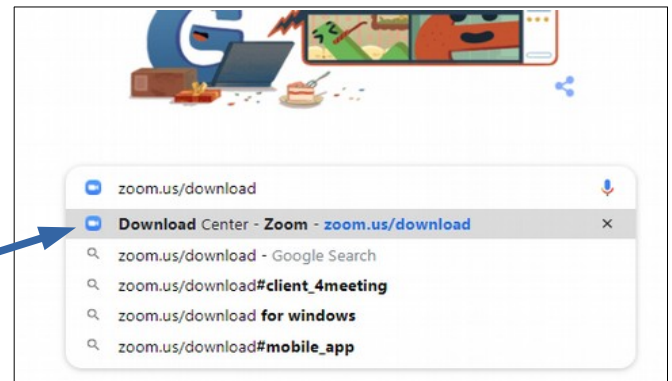 zoom.us/download
Download Center - Zoom - zoom.us/download
zoom.us/download - Google Search
zoom.us/download#client_4meeting
zoom.us/download for windows
zoom.us/download#mobile_app